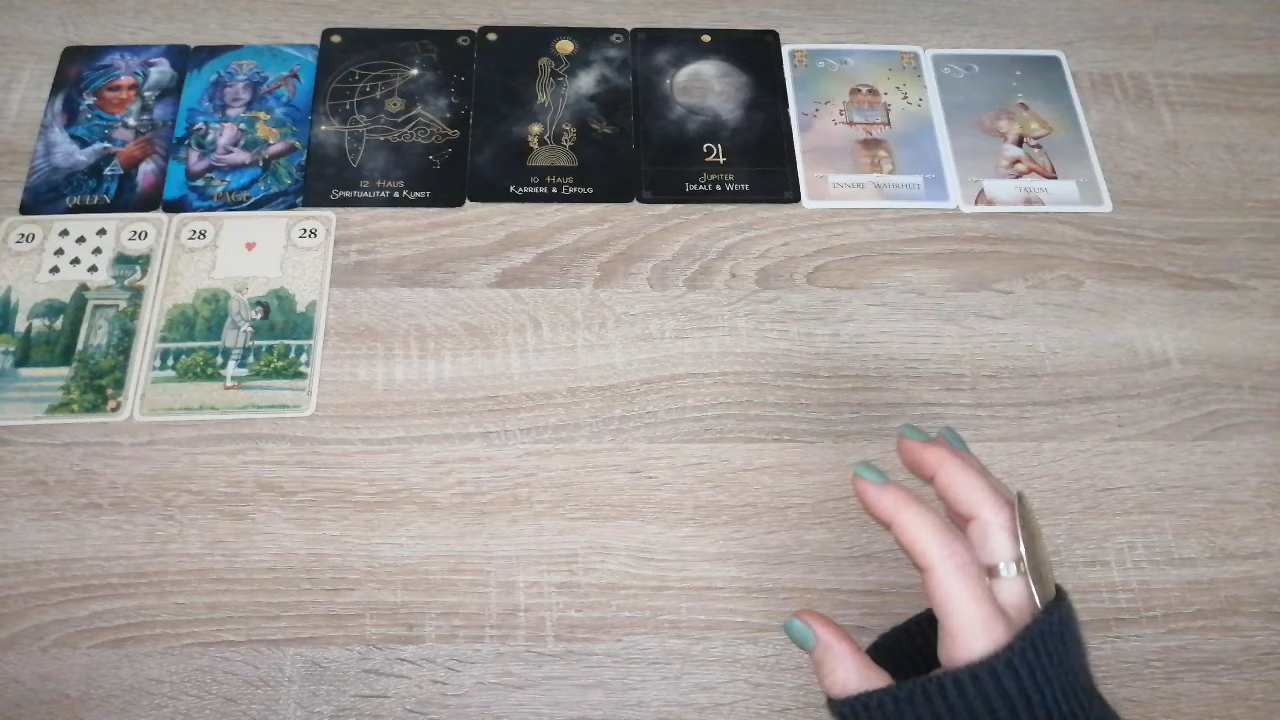 QUEEN
PAGE
12 HAUS
SPIRITUALITÄT & KUNST
10 HAUS
KARRIERE & ERFOLG
♃
JUPITER
IDEALE & WEITE
INNERE WAHRHEIT
20
20
28
28